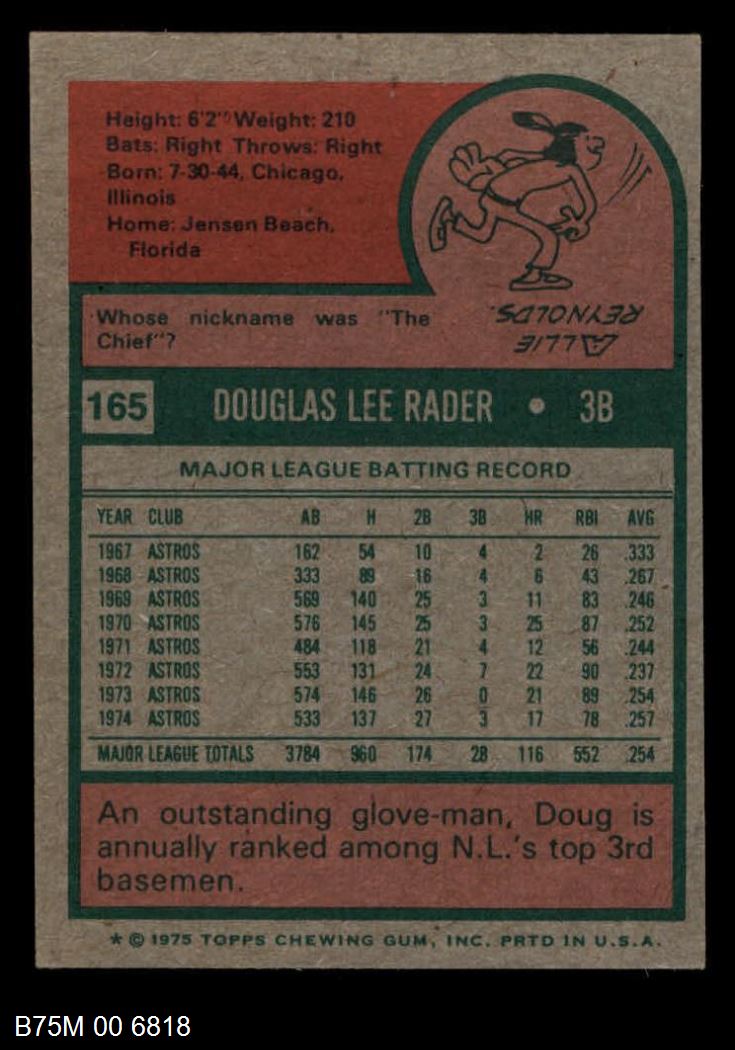 Height: 6'2" Weight: 210
Bats: Right Throws: Right
Born: 7-30-44, Chicago,
Illinois
Home: Jensen Beach,
Florida
Whose nickname was "The
Chief"?
ALLIE
REYNOLDS.
165 DOUGLAS LEE RADER • 3B
MAJOR LEAGUE BATTING RECORD
YEAR CLUB AB H 2B 3B HR RBI AVG
1967 ASTROS 162 54 10 4 2 26 .333
1968 ASTROS 333 89 16 4 6 43 .267
1969 ASTROS 569 140 25 3 11 83 .246
1970 ASTROS 576 145 25 3 25 87 .252
1971 ASTROS 484 118 21 4 12 56 .244
1972 ASTROS 553 131 24 7 22 90 .237
1973 ASTROS 574 146 26 0 21 89 .254
1974 ASTROS 533 137 27 3 17 78 .257
MAJOR LEAGUE TOTALS 3784 960 174 28 116 552 .254
An outstanding glove-man, Doug is
annually ranked among N.L.'s top 3rd
basemen.
* © 1975 TOPPS CHEWING GUM, INC. PRTD IN U.S.A.
B75M 00 6818